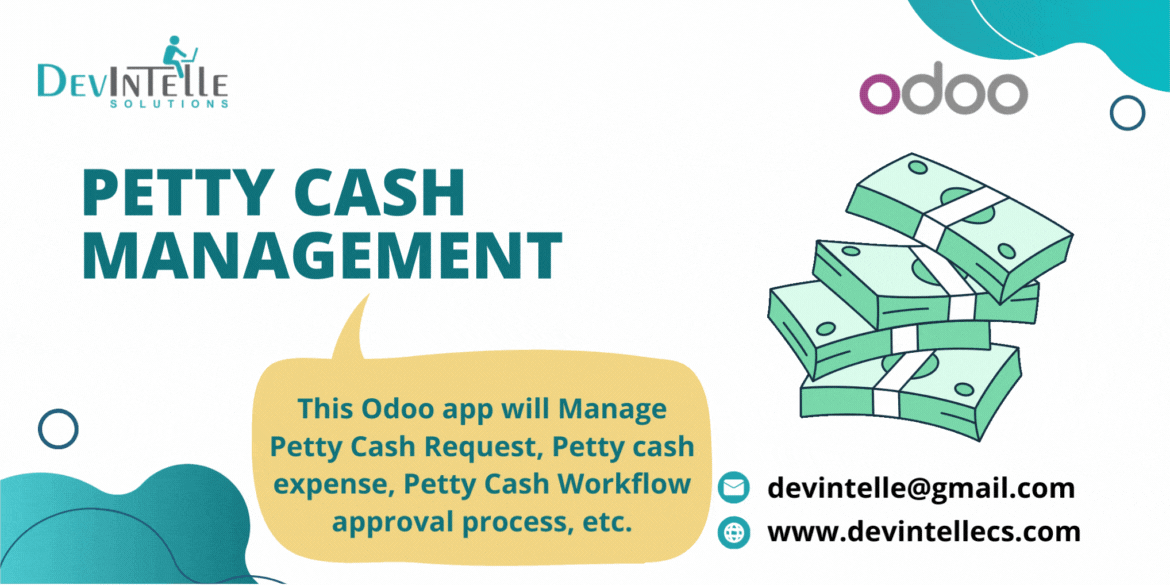 DEVINTELLE
SOLUTIONS
odoo
PETTY CASH
MANAGEMENT
This Odoo app will Manage
Petty Cash Request, Petty cash
expense, Petty Cash Workflow
approval process, etc.
devintelle@gmail.com
www.devintellecs.com